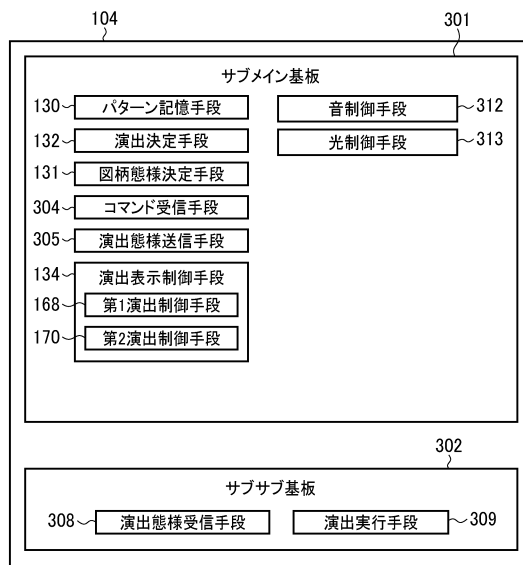 104
301
サブメイン基板
130 パターン記憶手段
音制御手段 312
132 演出決定手段
光制御手段 313
131 図柄態様決定手段
304 コマンド受信手段
305 演出態様送信手段
134 演出表示制御手段
168 第1演出制御手段
170 第2演出制御手段
302
サブサブ基板
308 演出態様受信手段
演出実行手段 309